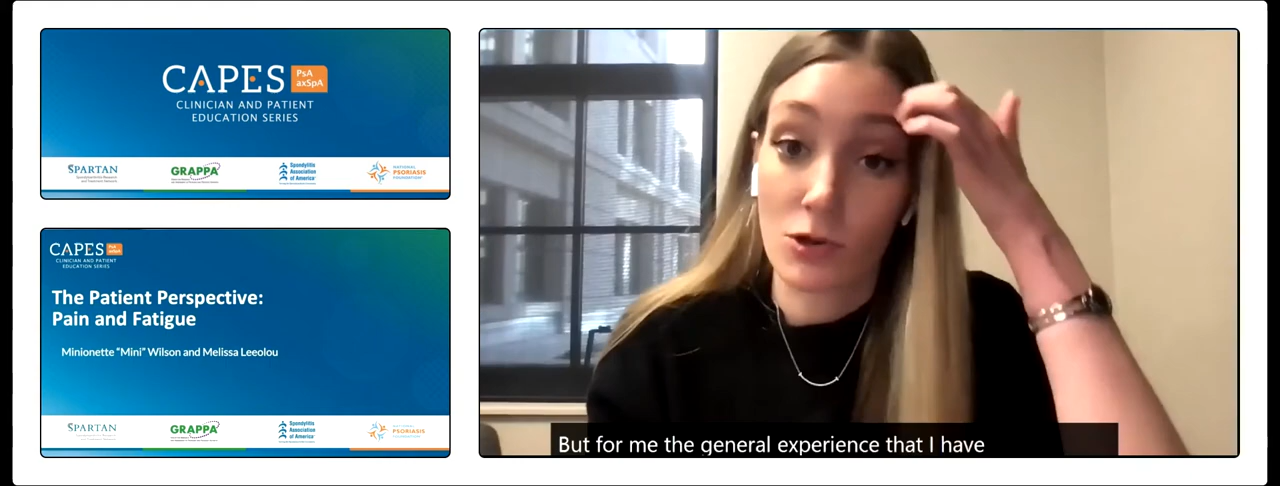 CAPES PsA axSpA
CLINICIAN AND PATIENT
EDUCATION SERIES
SPARTAN
GRAPPA
Spondylitis
Association
of America
NATIONAL
PSORIASIS
FOUNDATION
CAPES PsA axSpA
CLINICIAN AND PATIENT
EDUCATION SERIES
The Patient Perspective:
Pain and Fatigue
Minionette "Mini" Wilson and Melissa Leeolou
SPARTAN
GRAPPA
Spondylitis
Association
of America
NATIONAL
PSORIASIS
FOUNDATION
But for me the general experience that I have